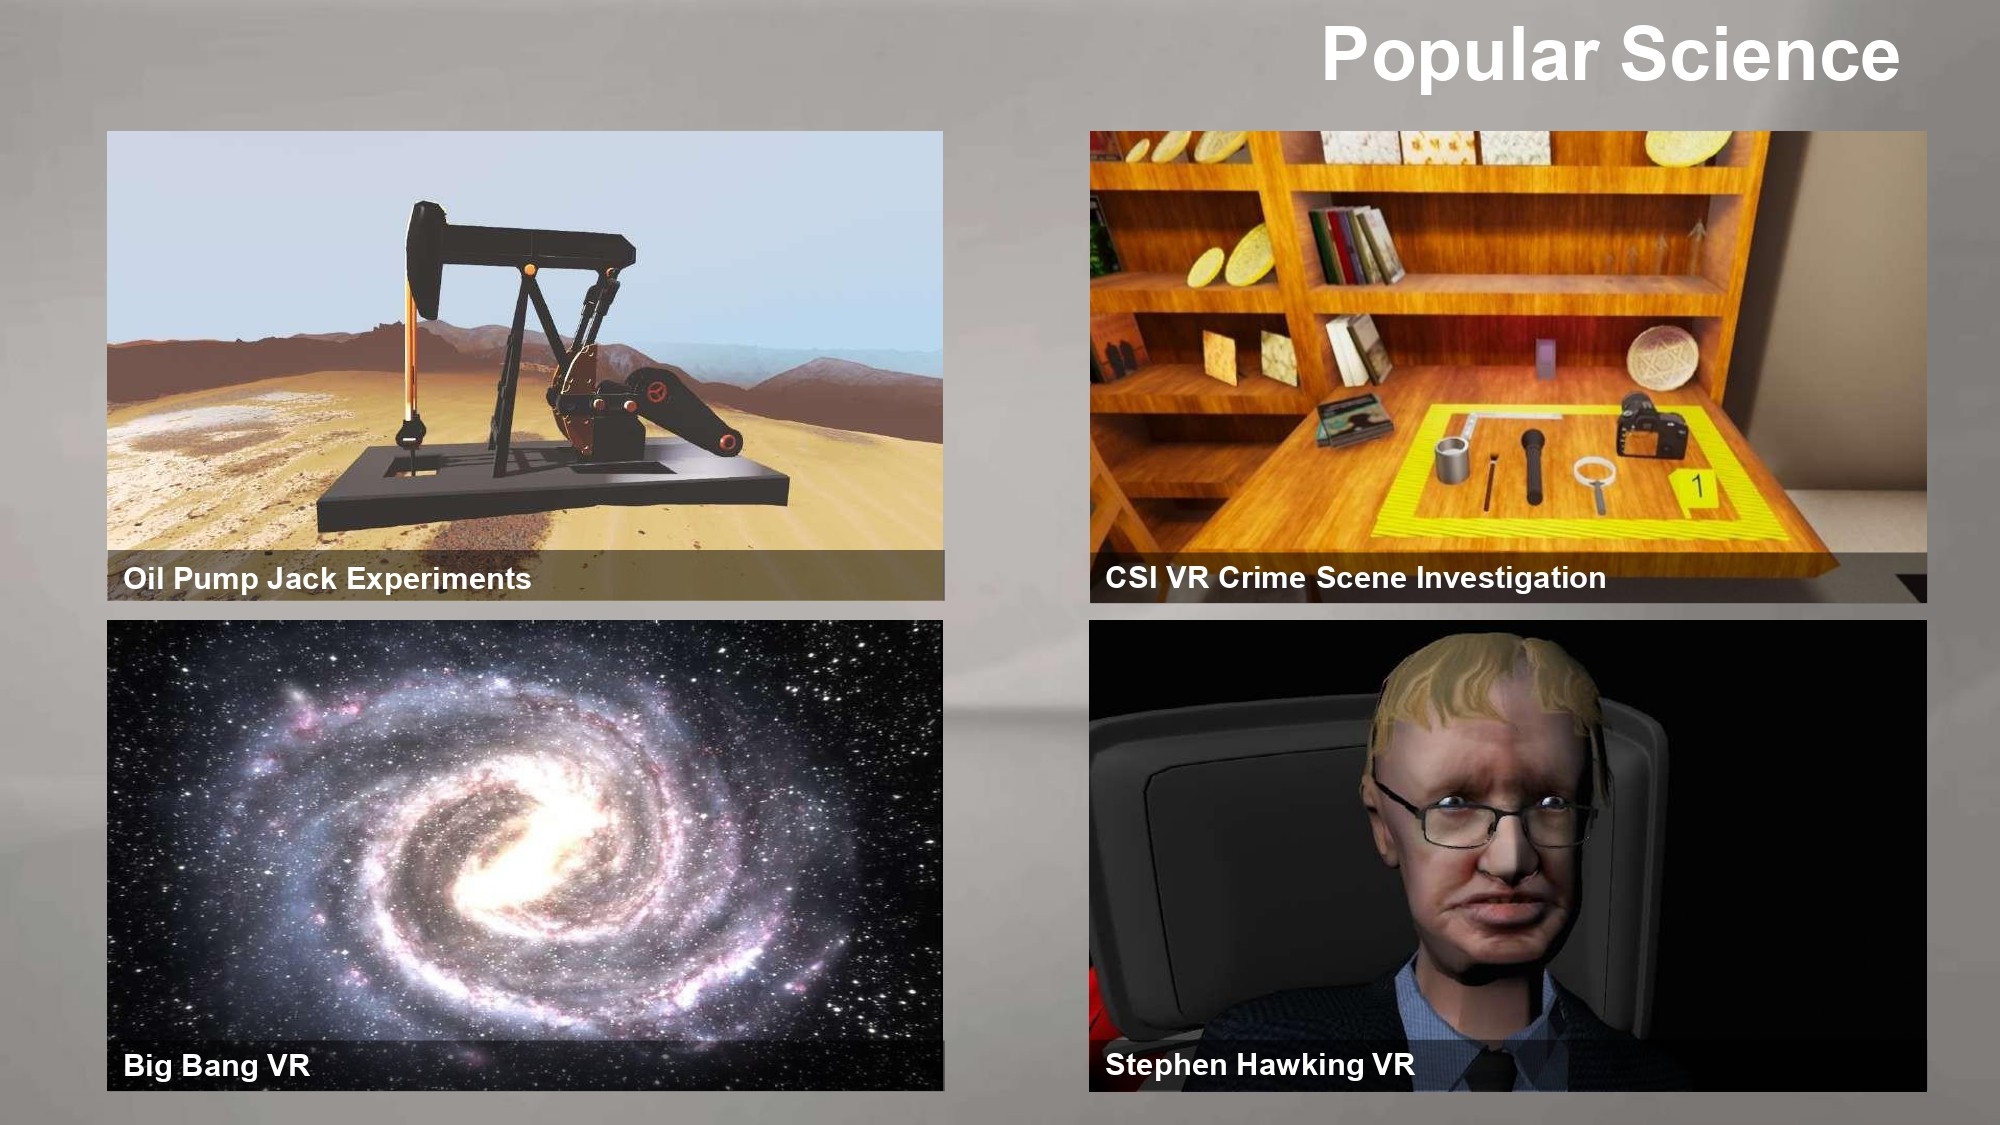 Popular Science
Oil Pump Jack Experiments
CSI VR Crime Scene Investigation
1
Big Bang VR
Stephen Hawking VR